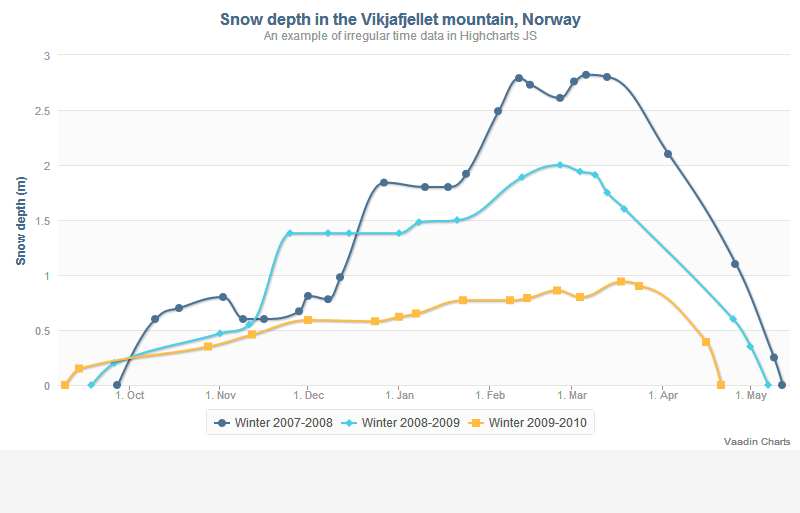 Snow depth in the Vikjafjellet mountain, Norway
An example of irregular time data in Highcharts JS
Snow depth (m)
3
2.5
2
1.5
1
0.5
0
1. Oct 1. Nov 1. Dec 1. Jan 1. Feb 1. Mar 1. Apr 1. May
Winter 2007-2008 Winter 2008-2009 Winter 2009-2010
Vaadin Charts